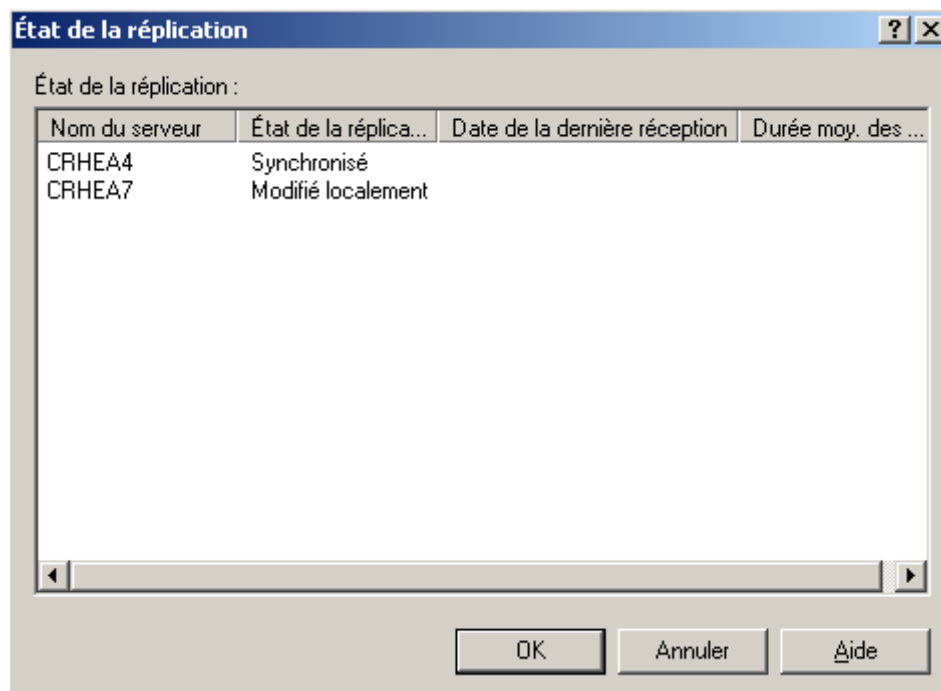 État de la réplication
État de la réplication :
Nom du serveur État de la réplica... Date de la dernière réception Durée moy. des ...
CRHEA4 Synchronisé
CRHEA7 Modifié localement
OK Annuler Aide